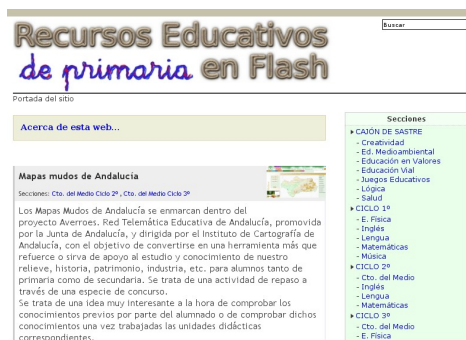 Recursos Educativos
de primaria en Flash
Buscar
Portada del sitio
Acerca de esta web...
Mapas mudos de Andalucía
Secciones: Cto. del Medio Ciclo 2º , Cto. del Medio Ciclo 3º
Los Mapas Mudos de Andalucía se enmarcan dentro del
proyecto Averroes. Red Telemática Educativa de Andalucía, promovida
por la Junta de Andalucía, y dirigida por el Instituto de Cartografía de
Andalucía, con el objetivo de convertirse en una herramienta más que
refuerce o sirva de apoyo al estudio y conocimiento de nuestro
relieve, historia, patrimonio, industria, etc. para alumnos tanto de
primaria como de secundaria. Se trata de una actividad de repaso a
través de una especie de concurso.
Se trata de una idea muy interesante a la hora de comprobar los
conocimientos previos por parte del alumnado o de comprobar dichos
conocimientos una vez trabajadas las unidades didácticas
correspondientes.
Secciones
CAJÓN DE SASTRE
- Creatividad
- Ed. Medioambiental
- Educación en Valores
- Educación Vial
- Juegos Educativos
- Lógica
- Salud
CICLO 1º
- E. Física
- Inglés
- Lengua
- Matemáticas
- Música
CICLO 2º
- Cto. del Medio
- Inglés
- Lengua
- Matemáticas
CICLO 3º
- Cto. del Medio
- E. Física